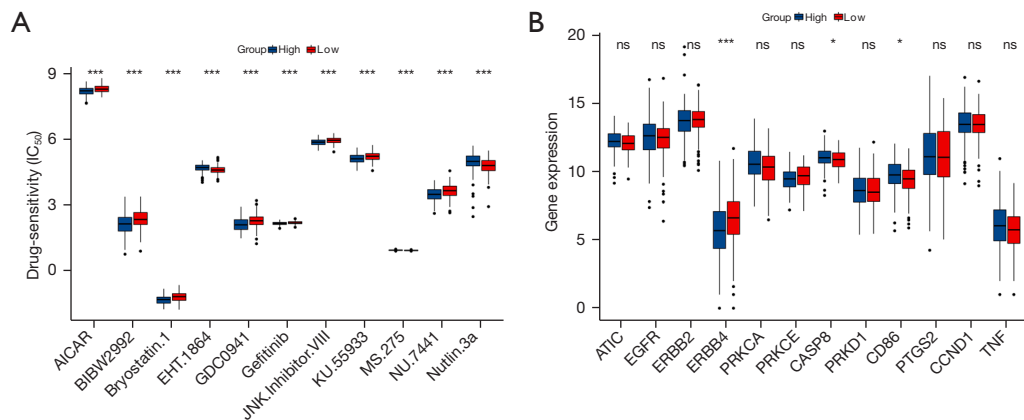 A
Group High Low
*** *** *** *** *** *** *** *** *** *** ***
Drug-sensitivity (IC50)
9
6
3
0
AICAR
BIBW2992
Bryostatin.1
EHT.1864
GDC0941
Gefitinib
JNK.Inhibitor.VIII
KU.55933
MS.275
NU.7441
Nutlin.3a
B
Group High Low
ns ns ns *** ns ns * ns * ns ns ns
Gene expression
20
15
10
5
0
ATIC
EGFR
ERBB2
ERBB4
PRKCA
PRKCE
CASP8
PRKD1
CD86
PTGS2
CCND1
TNF